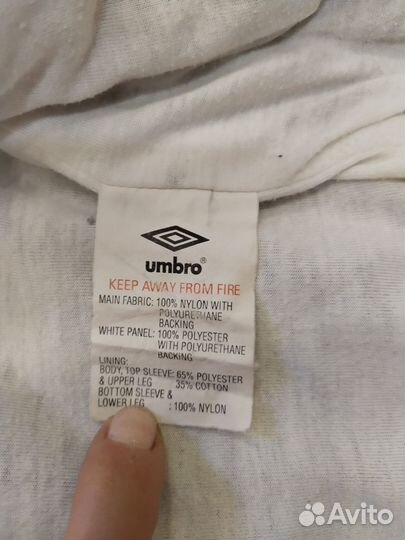 umbro®
KEEP AWAY FROM FIRE
MAIN FABRIC: 100% NYLON WITH
POLYURETHANE
BACKING
WHITE PANEL: 100% POLYESTER
WITH POLYURETHANE
BACKING
LINING:
BODY, TOP SLEEVE: 65% POLYESTER
& UPPER LEG 35% COTTON
BOTTOM SLEEVE &
LOWER LEG : 100% NYLON
Avito